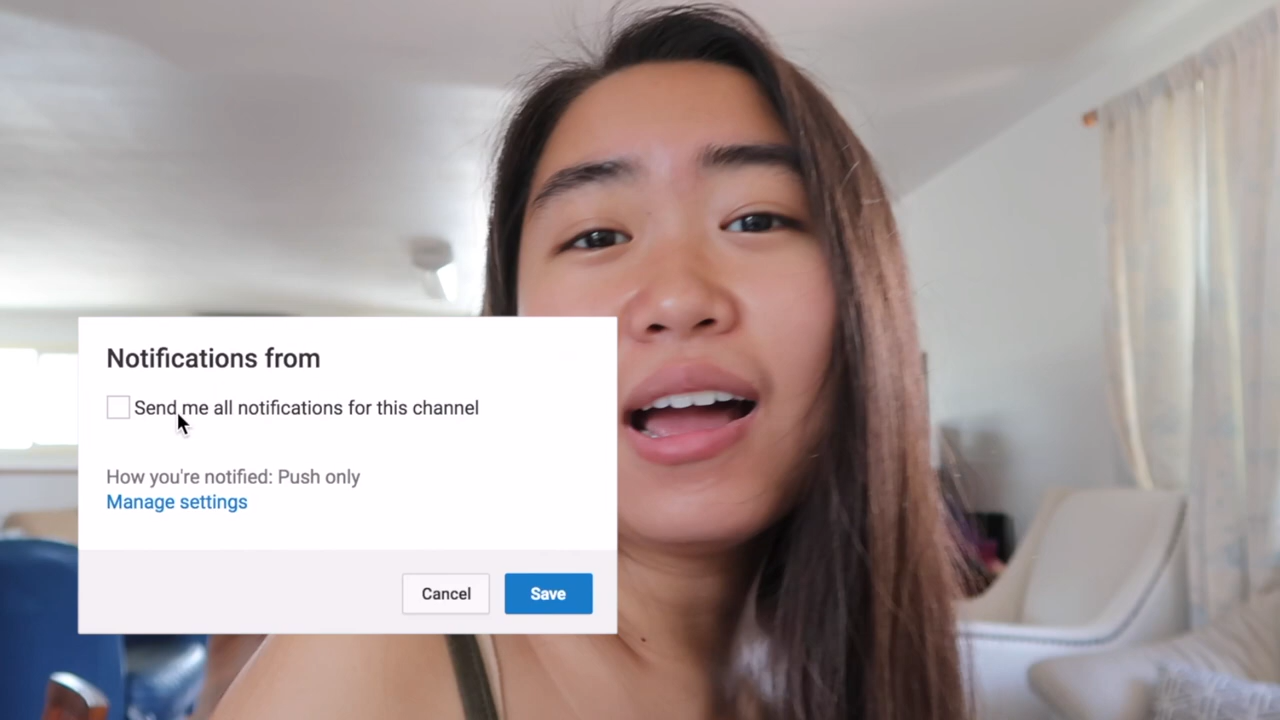 Notifications from
Send me all notifications for this channel
How you're notified: Push only
Manage settings
Cancel
Save